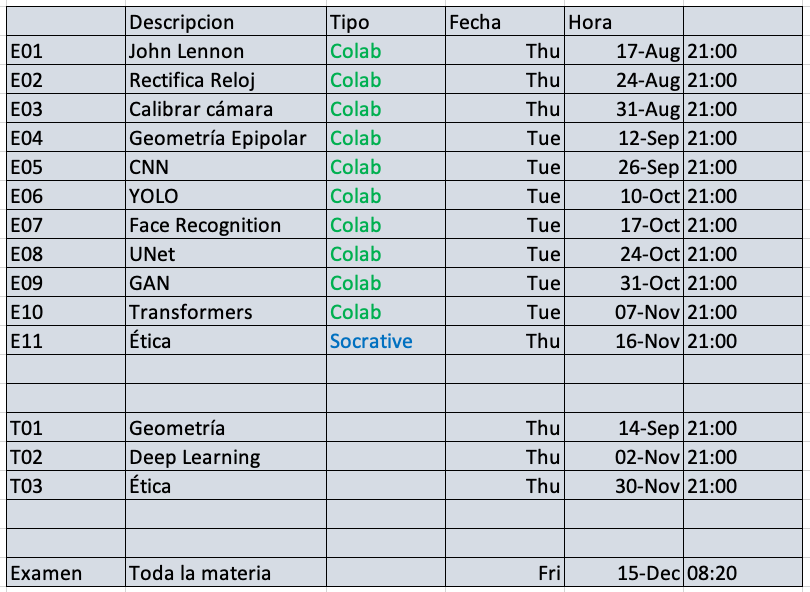 Descripcion Tipo Fecha Hora
E01 John Lennon Colab Thu 17-Aug 21:00
E02 Rectifica Reloj Colab Thu 24-Aug 21:00
E03 Calibrar cámara Colab Thu 31-Aug 21:00
E04 Geometría Epipolar Colab Tue 12-Sep 21:00
E05 CNN Colab Tue 26-Sep 21:00
E06 YOLO Colab Tue 10-Oct 21:00
E07 Face Recognition Colab Tue 17-Oct 21:00
E08 UNet Colab Tue 24-Oct 21:00
E09 GAN Colab Tue 31-Oct 21:00
E10 Transformers Colab Tue 07-Nov 21:00
E11 Ética Socrative Thu 16-Nov 21:00
T01 Geometría Thu 14-Sep 21:00
T02 Deep Learning Thu 02-Nov 21:00
T03 Ética Thu 30-Nov 21:00
Examen Toda la materia Fri 15-Dec 08:20